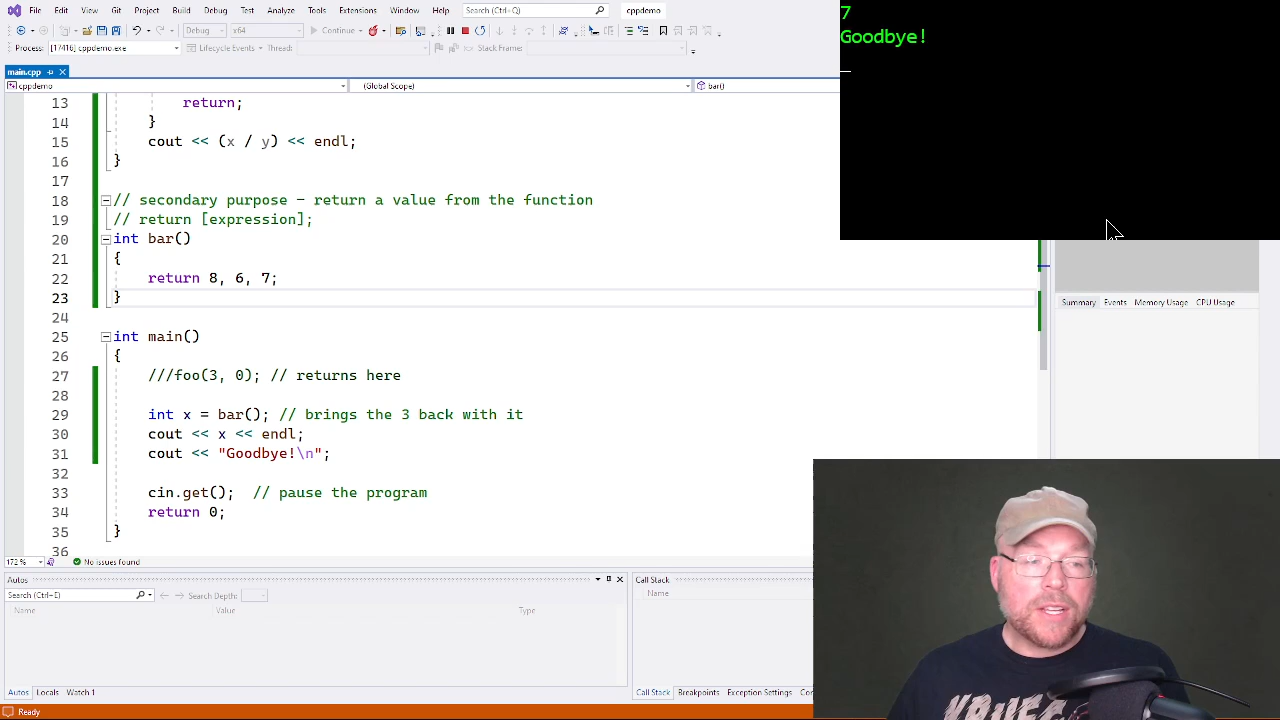 File Edit View Git Project Build Debug Test Analyze Tools Extensions Window Help Search (Ctrl+Q) cppdemo
Debug x64 Continue
Process: [17416] cppdemo.exe Lifecycle Events Thread: Stack Frame:
main.cpp
cppdemo (Global Scope) bar()
7
Goodbye!
13 return;
14 }
15 cout << (x / y) << endl;
16 }
17
18 // secondary purpose - return a value from the function
19 // return [expression];
20 int bar()
21 {
22 return 8, 6, 7;
23 }
24
25 int main()
26 {
27 ///foo(3, 0); // returns here
28
29 int x = bar(); // brings the 3 back with it
30 cout << x << endl;
31 cout << "Goodbye!\n";
32
33 cin.get(); // pause the program
34 return 0;
35 }
36
Summary Events Memory Usage CPU Usage
172 % No issues found
Autos
Search (Ctrl+E) Search Depth:
Name Value Type
Call Stack
Name
Autos Locals Watch 1
Call Stack Breakpoints Exception Settings
Ready